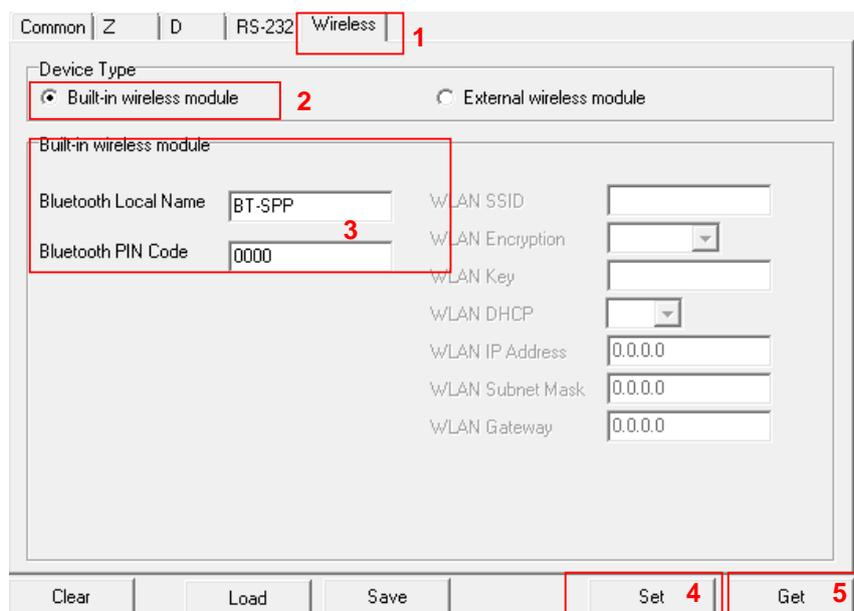 Common Z D RS-232 Wireless 1
Device Type
Built-in wireless module 2 External wireless module
Built-in wireless module
Bluetooth Local Name BT-SPP WLAN SSID
3
WLAN Encryption
Bluetooth PIN Code 0000
WLAN Key
WLAN DHCP
WLAN IP Address 0.0.0.0
WLAN Subnet Mask 0.0.0.0
WLAN Gateway 0.0.0.0
Clear Load Save Set 4 Get 5